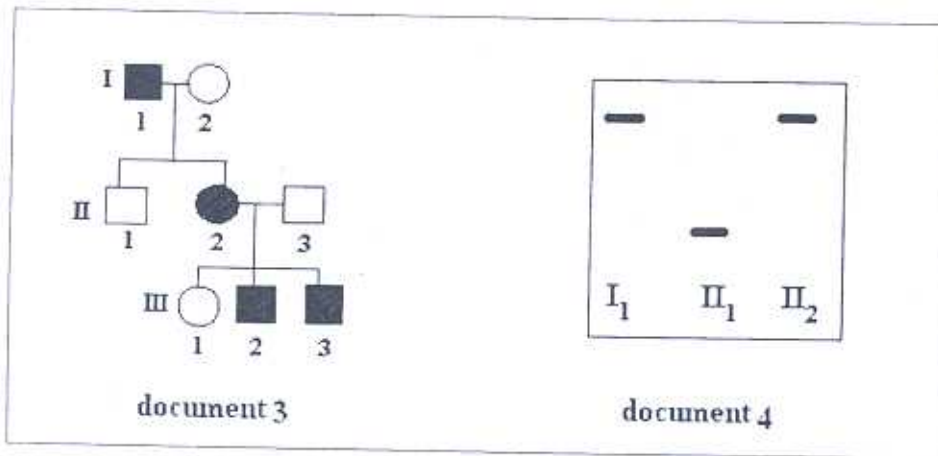 I
1 2
II
1 2 3
III
1 2 3
document 3
I1 II1 II2
document 4